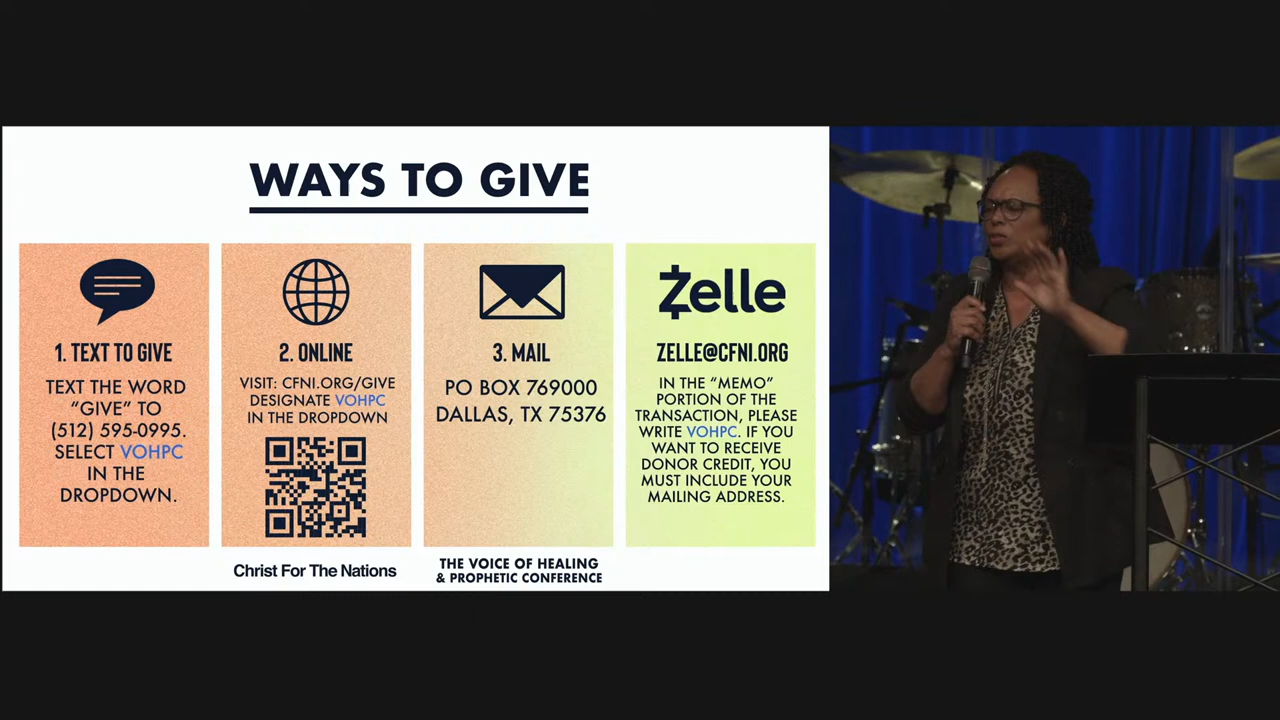 WAYS TO GIVE
1. TEXT TO GIVE
TEXT THE WORD
“GIVE” TO
(512) 595-0995.
SELECT VOHPC
IN THE
DROPDOWN.
2. ONLINE
VISIT: CFNI.ORG/GIVE
DESIGNATE VOHPC
IN THE DROPDOWN
3. MAIL
PO BOX 769000
DALLAS, TX 75376
Zelle
ZELLE@CFNI.ORG
IN THE “MEMO”
PORTION OF THE
TRANSACTION, PLEASE
WRITE VOHPC. IF YOU
WANT TO RECEIVE
DONOR CREDIT, YOU
MUST INCLUDE YOUR
MAILING ADDRESS.
Christ For The Nations
THE VOICE OF HEALING
& PROPHETIC CONFERENCE